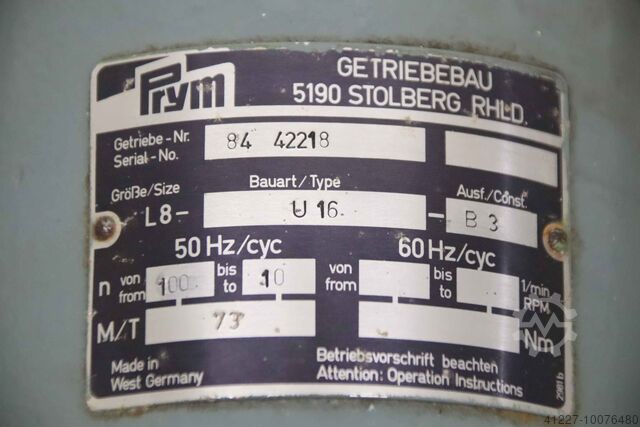 Prym
GETRIEBEBAU
5190 STOLBERG RHLD.
Getriebe-Nr. 84 42218
Serial-No.
Größe/Size Bauart/Type Ausf./Const.
L8- U 16 - B 3
50 Hz/cyc 60 Hz/cyc
n von 100 bis 10 von bis 1/min
from to from to RPM
M/T 73 Nm
Made in
West Germany
Betriebsvorschrift beachten
Attention: Operation Instructions
2981b
41227-10076480